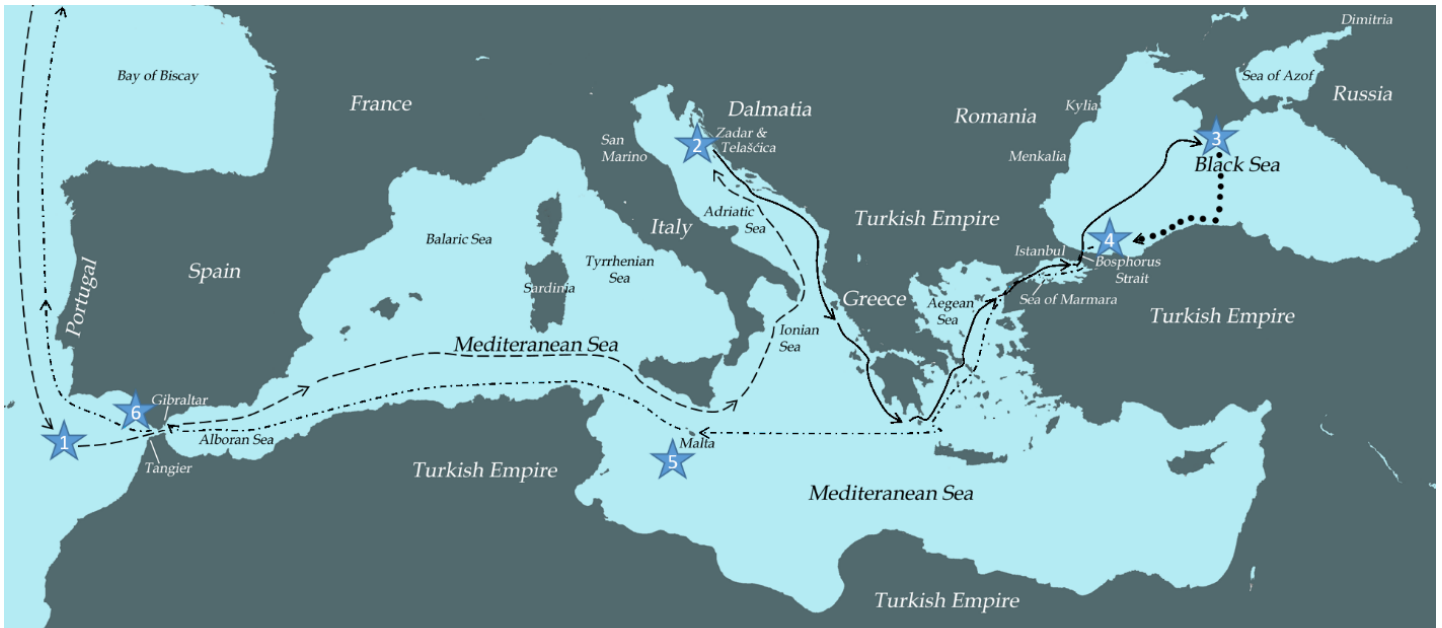 Dimitria
Bay of Biscay
Sea of Azof
France
Dalmatia
Romania
Kylia
Russia
3
Zadar &
Telašćica
2
San
Marino
Menkalia
Black Sea
Adriatic
Sea
Italy
Turkish Empire
4
Balaric Sea
Tyrrhenian
Sea
Istanbul
Bosphorus
Strait
Spain
Portugal
Sardinia
Greece
Aegean
Sea
Sea of Marmara
Turkish Empire
Ionian
Sea
Mediteranean Sea
Gibraltar
6
1
Alboran Sea
Malta
5
Tangier
Turkish Empire
Mediteranean Sea
Turkish Empire